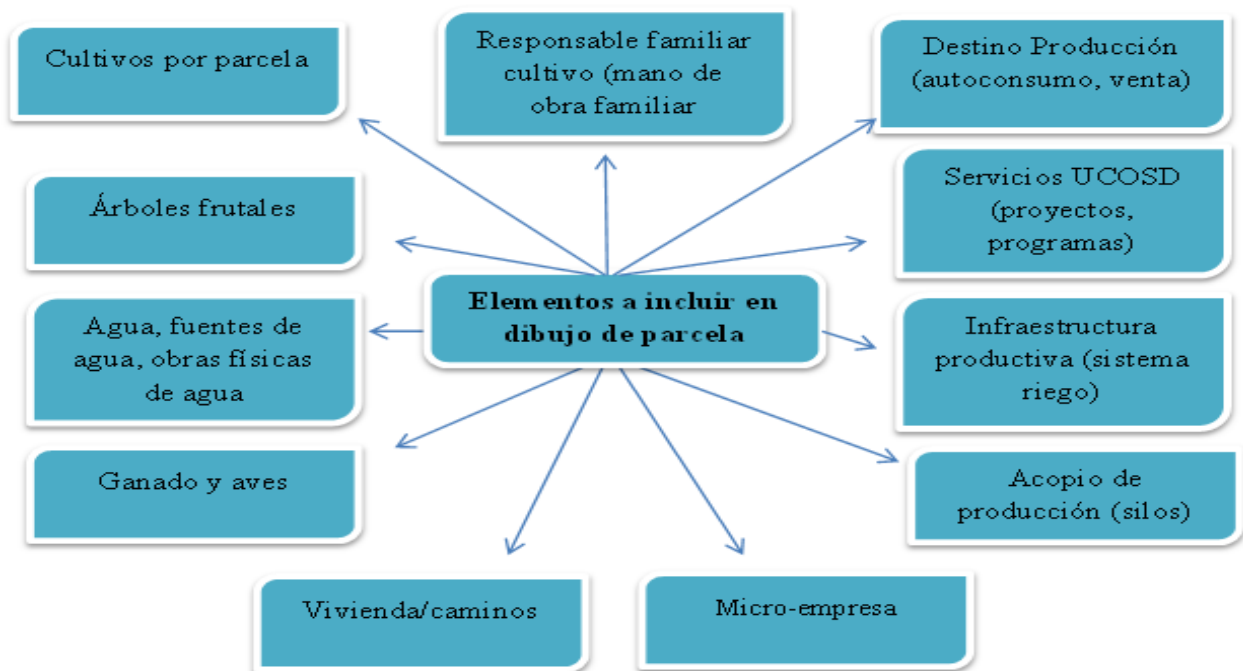 Cultivos por parcela
Responsable familiar
cultivo (mano de
obra familiar
Destino Producción
(autoconsumo, venta)
Árboles frutales
Servicios UCOSD
(proyectos,
programas)
Elementos a incluir en
dibujo de parcela
Agua, fuentes de
agua, obras físicas
de agua
Infraestructura
productiva (sistema
riego)
Ganado y aves
Acopio de
producción (silos)
Vivienda/caminos
Micro-empresa